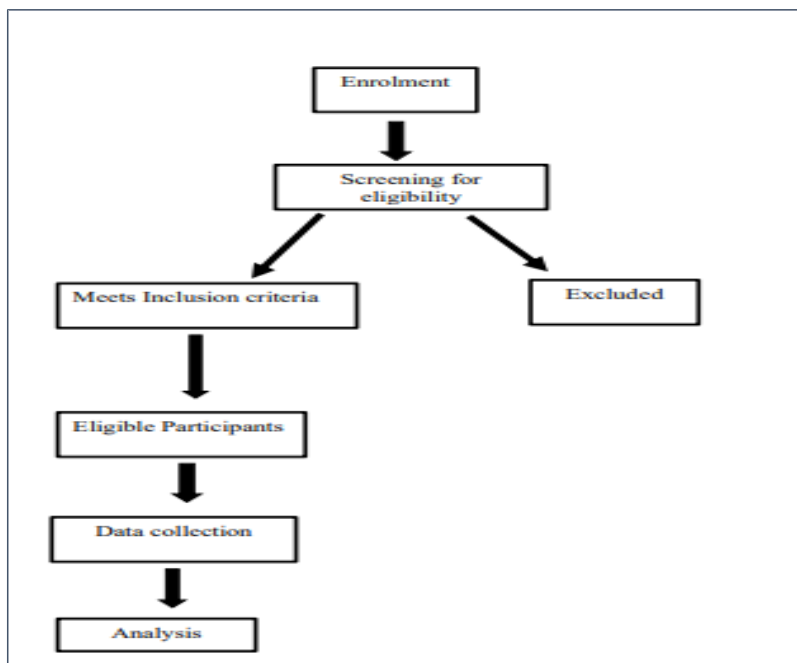 Enrolment
Screening for
eligibility
Meets Inclusion criteria
Excluded
Eligible Participants
Data collection
Analysis